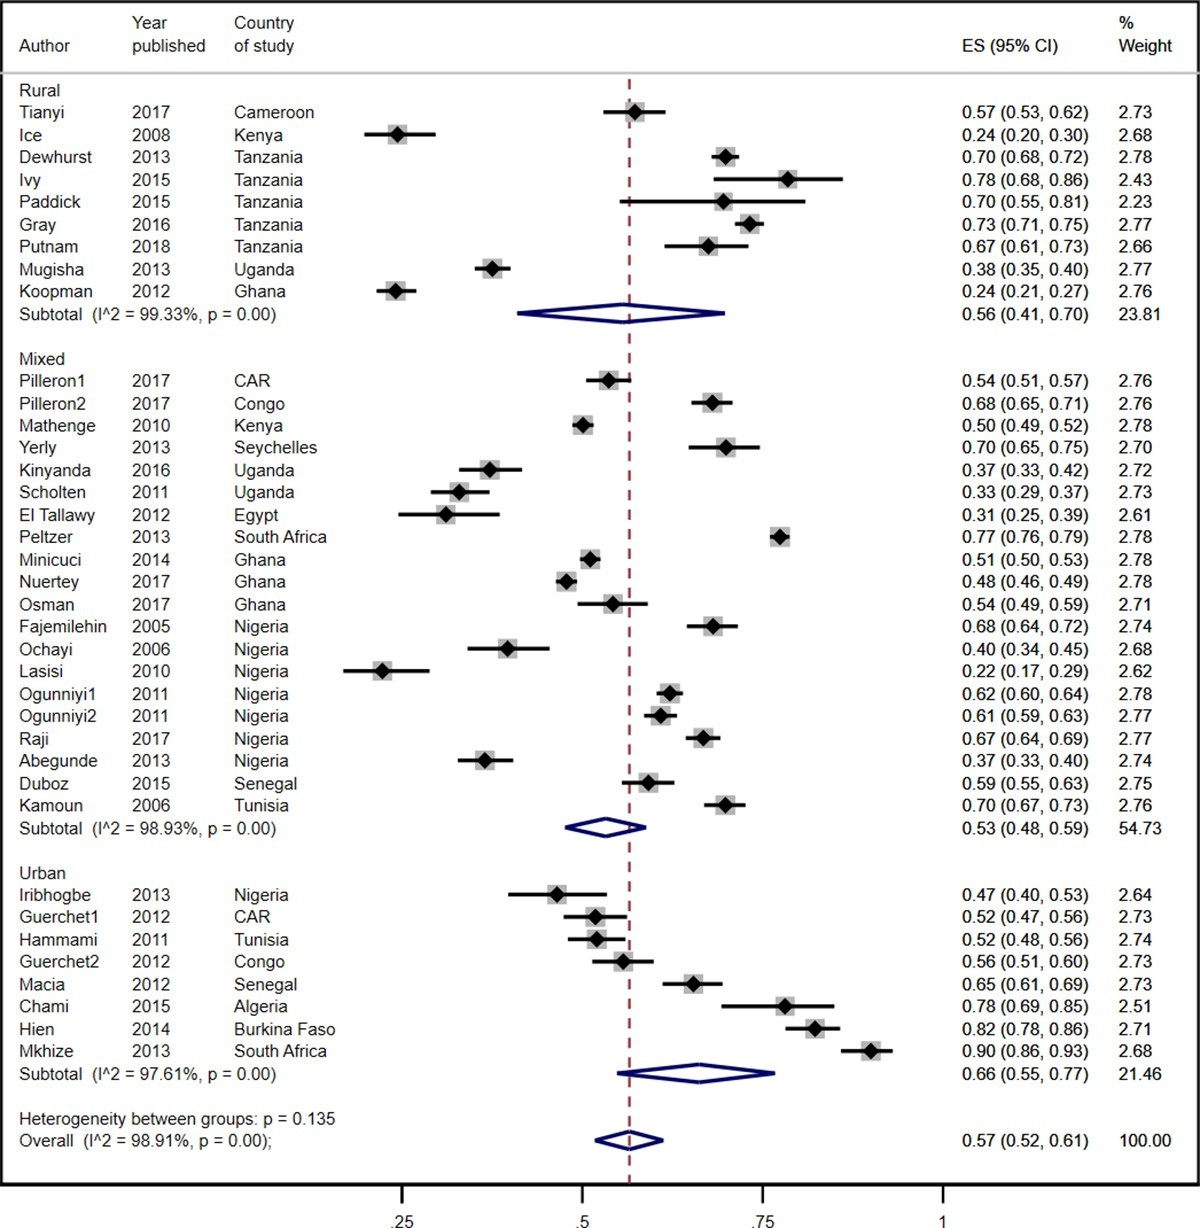 Year Country %
Author published of study ES (95% CI) Weight
Rural
Tianyi 2017 Cameroon 0.57 (0.53, 0.62) 2.73
Ice 2008 Kenya 0.24 (0.20, 0.30) 2.68
Dewhurst 2013 Tanzania 0.70 (0.68, 0.72) 2.78
Ivy 2015 Tanzania 0.78 (0.68, 0.86) 2.43
Paddick 2015 Tanzania 0.70 (0.55, 0.81) 2.23
Gray 2016 Tanzania 0.73 (0.71, 0.75) 2.77
Putnam 2018 Tanzania 0.67 (0.61, 0.73) 2.66
Mugisha 2013 Uganda 0.38 (0.35, 0.40) 2.77
Koopman 2012 Ghana 0.24 (0.21, 0.27) 2.76
Subtotal (I^2 = 99.33%, p = 0.00) 0.56 (0.41, 0.70) 23.81
Mixed
Pilleron1 2017 CAR 0.54 (0.51, 0.57) 2.76
Pilleron2 2017 Congo 0.68 (0.65, 0.71) 2.76
Mathenge 2010 Kenya 0.50 (0.49, 0.52) 2.78
Yerly 2013 Seychelles 0.70 (0.65, 0.75) 2.70
Kinyanda 2016 Uganda 0.37 (0.33, 0.42) 2.72
Scholten 2011 Uganda 0.33 (0.29, 0.37) 2.73
El Tallawy 2012 Egypt 0.31 (0.25, 0.39) 2.61
Peltzer 2013 South Africa 0.77 (0.76, 0.79) 2.78
Minicuci 2014 Ghana 0.51 (0.50, 0.53) 2.78
Nuertey 2017 Ghana 0.48 (0.46, 0.49) 2.78
Osman 2017 Ghana 0.54 (0.49, 0.59) 2.71
Fajemilehin 2005 Nigeria 0.68 (0.64, 0.72) 2.74
Ochayi 2006 Nigeria 0.40 (0.34, 0.45) 2.68
Lasisi 2010 Nigeria 0.22 (0.17, 0.29) 2.62
Ogunniyi1 2011 Nigeria 0.62 (0.60, 0.64) 2.78
Ogunniyi2 2011 Nigeria 0.61 (0.59, 0.63) 2.77
Raji 2017 Nigeria 0.67 (0.64, 0.69) 2.77
Abegunde 2013 Nigeria 0.37 (0.33, 0.40) 2.74
Duboz 2015 Senegal 0.59 (0.55, 0.63) 2.75
Kamoun 2006 Tunisia 0.70 (0.67, 0.73) 2.76
Subtotal (I^2 = 98.93%, p = 0.00) 0.53 (0.48, 0.59) 54.73
Urban
Iribhogbe 2013 Nigeria 0.47 (0.40, 0.53) 2.64
Guerchet1 2012 CAR 0.52 (0.47, 0.56) 2.73
Hammami 2011 Tunisia 0.52 (0.48, 0.56) 2.74
Guerchet2 2012 Congo 0.56 (0.51, 0.60) 2.73
Macia 2012 Senegal 0.65 (0.61, 0.69) 2.73
Chami 2015 Algeria 0.78 (0.69, 0.85) 2.51
Hien 2014 Burkina Faso 0.82 (0.78, 0.86) 2.71
Mkhize 2013 South Africa 0.90 (0.86, 0.93) 2.68
Subtotal (I^2 = 97.61%, p = 0.00) 0.66 (0.55, 0.77) 21.46
Heterogeneity between groups: p = 0.135
Overall (I^2 = 98.91%, p = 0.00); 0.57 (0.52, 0.61) 100.00
.25 .5 .75 1